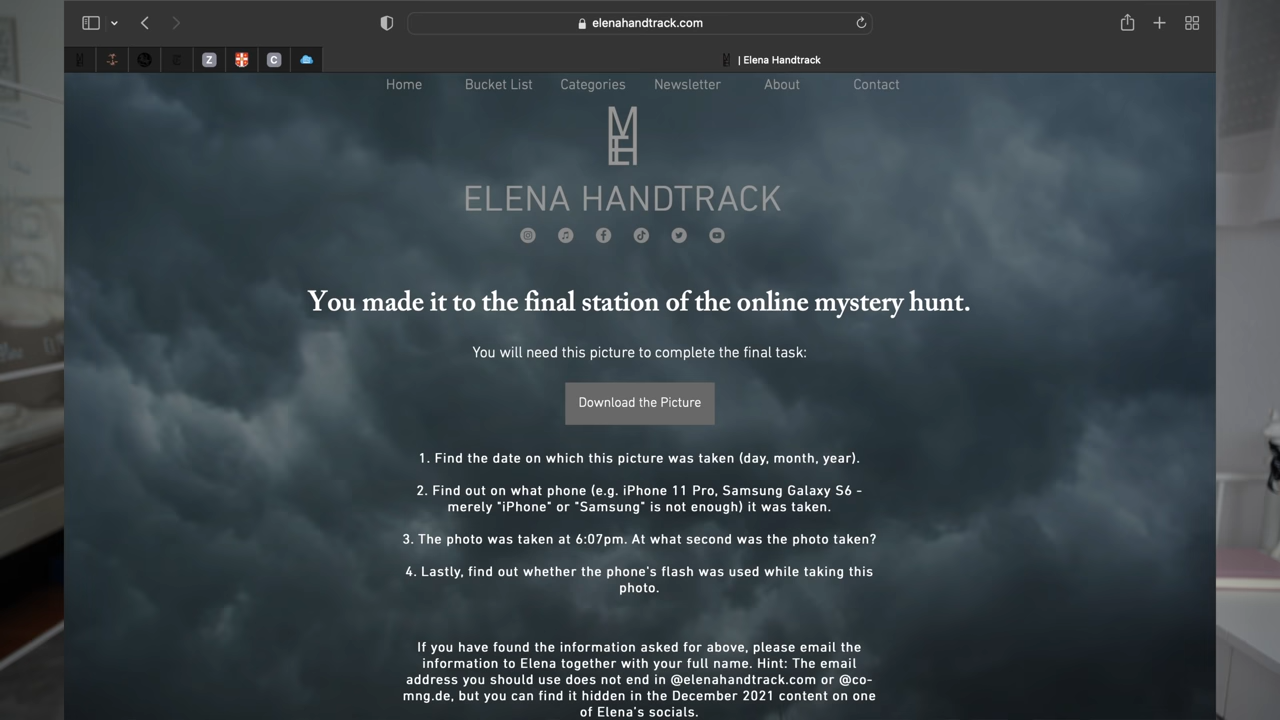 elenahandtrack.com
Z
C
| Elena Handtrack
Home Bucket List Categories Newsletter About Contact
ELENA HANDTRACK
You made it to the final station of the online mystery hunt.
You will need this picture to complete the final task:
Download the Picture
1. Find the date on which this picture was taken (day, month, year).
2. Find out on what phone (e.g. iPhone 11 Pro, Samsung Galaxy S6 -
merely "iPhone" or "Samsung" is not enough) it was taken.
3. The photo was taken at 6:07pm. At what second was the photo taken?
4. Lastly, find out whether the phone's flash was used while taking this
photo.
If you have found the information asked for above, please email the
information to Elena together with your full name. Hint: The email
address you should use does not end in @elenahandtrack.com or @co-
mng.de, but you can find it hidden in the December 2021 content on one
of Elena's socials.